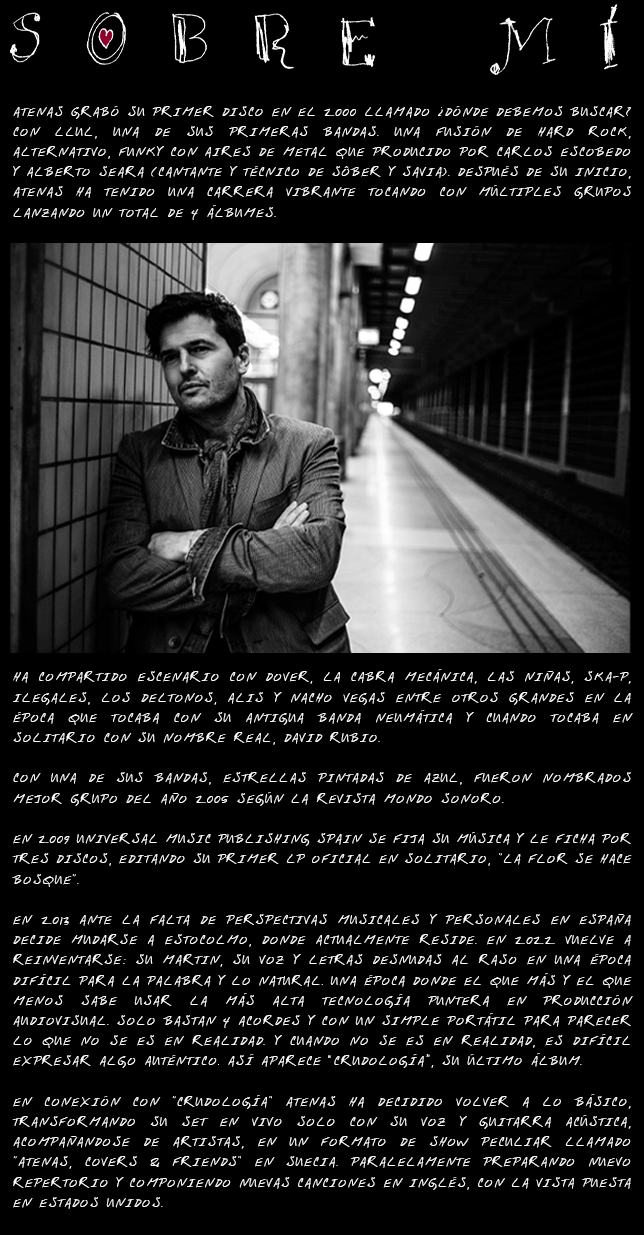 SOBRE MÍ
ATENAS GRABÓ SU PRIMER DISCO EN EL 2000 LLAMADO ¿DÓNDE DEBEMOS BUSCAR?
CON LLUL, UNA DE SUS PRIMERAS BANDAS. UNA FUSIÓN DE HARD ROCK,
ALTERNATIVO, FUNKY CON AIRES DE METAL QUE PRODUCIDO POR CARLOS ESCOBEDO
Y ALBERTO SEARA (CANTANTE Y TÉCNICO DE SÔBER Y SAVIA). DESPUÉS DE SU INICIO,
ATENAS HA TENIDO UNA CARRERA VIBRANTE TOCANDO CON MÚLTIPLES GRUPOS
LANZANDO UN TOTAL DE 4 ÁLBUMES.
HA COMPARTIDO ESCENARIO CON DOVER, LA CABRA MECÁNICA, LAS NIÑAS, SKA-P,
ILEGALES, LOS DELTONOS, ALIS Y NACHO VEGAS ENTRE OTROS GRANDES EN LA
ÉPOCA QUE TOCABA CON SU ANTIGUA BANDA NEUMÁTICA Y CUANDO TOCABA EN
SOLITARIO CON SU NOMBRE REAL, DAVID RUBIO.
CON UNA DE SUS BANDAS, ESTRELLAS PINTADAS DE AZUL, FUERON NOMBRADOS
MEJOR GRUPO DEL AÑO 2005 SEGÚN LA REVISTA MONDO SONORO.
EN 2009 UNIVERSAL MUSIC PUBLISHING SPAIN SE FIJA SU MÚSICA Y LE FICHA POR
TRES DISCOS, EDITANDO SU PRIMER LP OFICIAL EN SOLITARIO, "LA FLOR SE HACE
BOSQUE".
EN 2013 ANTE LA FALTA DE PERSPECTIVAS MUSICALES Y PERSONALES EN ESPAÑA
DECIDE MUDARSE A ESTOCOLMO, DONDE ACTUALMENTE RESIDE. EN 2022 VUELVE A
REINVENTARSE: SU MARTIN, SU VOZ Y LETRAS DESNUDAS AL RASO EN UNA ÉPOCA
DIFÍCIL PARA LA PALABRA Y LO NATURAL. UNA ÉPOCA DONDE EL QUE MÁS Y EL QUE
MENOS SABE USAR LA MÁS ALTA TECNOLOGÍA PUNTERA EN PRODUCCIÓN
AUDIOVISUAL. SOLO BASTAN 4 ACORDES Y CON UN SIMPLE PORTÁTIL PARA PARECER
LO QUE NO SE ES EN REALIDAD. Y CUANDO NO SE ES EN REALIDAD, ES DIFÍCIL
EXPRESAR ALGO AUTÉNTICO. ASÍ APARECE "CRUDOLOGÍA", SU ÚLTIMO ÁLBUM.
EN CONEXIÓN CON "CRUDOLOGÍA" ATENAS HA DECIDIDO VOLVER A LO BÁSICO,
TRANSFORMANDO SU SET EN VIVO SOLO CON SU VOZ Y GUITARRA ACÚSTICA,
ACOMPAÑANDOSE DE ARTISTAS, EN UN FORMATO DE SHOW PECULIAR LLAMADO
"ATENAS, COVERS & FRIENDS" EN SUECIA. PARALELAMENTE PREPARANDO NUEVO
REPERTORIO Y COMPONIENDO NUEVAS CANCIONES EN INGLÉS, CON LA VISTA PUESTA
EN ESTADOS UNIDOS.